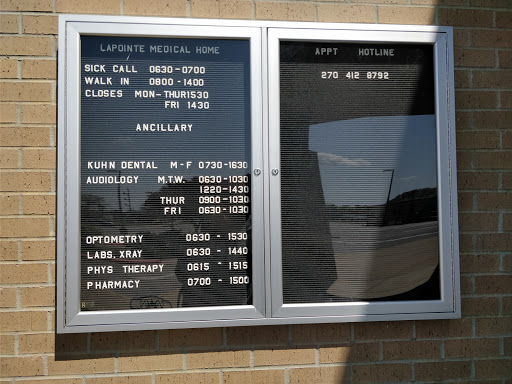 LAPOINTE MEDICAL HOME
SICK CALL 0630-0700
WALK IN 0800-1400
CLOSES MON-THUR1530
FRI 1430
ANCILLARY
KUHN DENTAL M-F 0730-1630
AUDIOLOGY M.T.W. 0630-1030
1220-1430
THUR 0900-1030
FRI 0630-1030
OPTOMETRY 0630 - 1530
LABS, XRAY 0630 - 1440
PHYS THERAPY 0615 - 1515
PHARMACY 0700 - 1500
APPT HOTLINE
270 412 8792